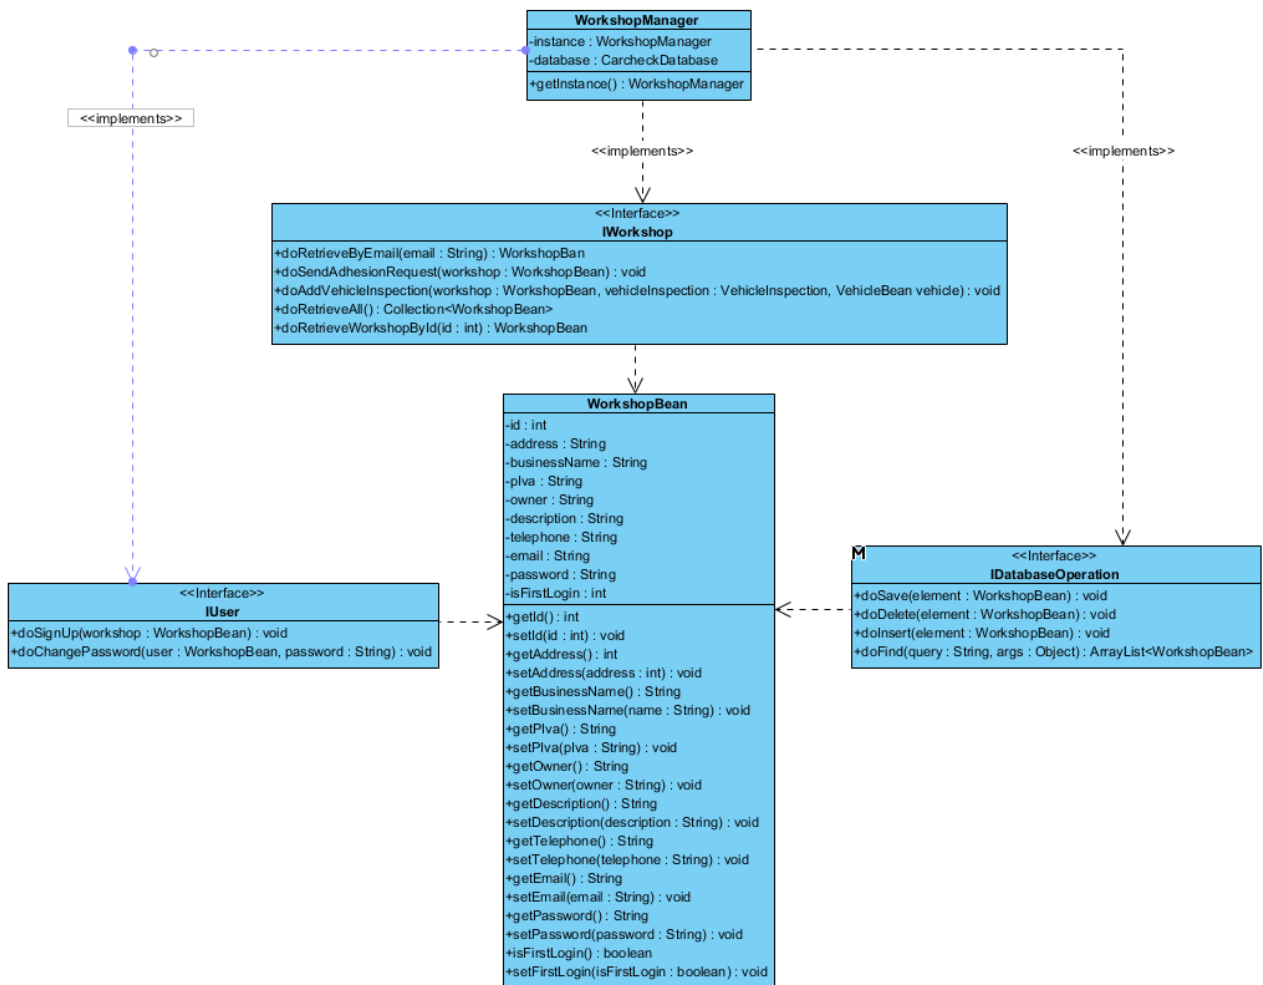 WorkshopManager
-instance : WorkshopManager
-database : CarcheckDatabase
+getInstance() : WorkshopManager
<<implements>>
<<implements>>
<<implements>>
<<Interface>>
IWorkshop
+doRetrieveByEmail(email : String) : WorkshopBan
+doSendAdhesionRequest(workshop : WorkshopBean) : void
+doAddVehicleInspection(workshop : WorkshopBean, vehicleInspection : VehicleInspection, VehicleBean vehicle) : void
+doRetrieveAll() : Collection<WorkshopBean>
+doRetrieveWorkshopById(id : int) : WorkshopBean
WorkshopBean
-id : int
-address : String
-businessName : String
-pIva : String
-owner : String
-description : String
-telephone : String
-email : String
-password : String
-isFirstLogin : int
+getId() : int
+setId(id : int) : void
+getAddress() : int
+setAddress(address : int) : void
+getBusinessName() : String
+setBusinessName(name : String) : void
+getPIva() : String
+setPIva(pIva : String) : void
+getOwner() : String
+setOwner(owner : String) : void
+getDescription() : String
+setDescription(description : String) : void
+getTelephone() : String
+setTelephone(telephone : String) : void
+getEmail() : String
+setEmail(email : String) : void
+getPassword() : String
+setPassword(password : String) : void
+isFirstLogin() : boolean
+setFirstLogin(isFirstLogin : boolean) : void
<<Interface>>
IUser
+doSignUp(workshop : WorkshopBean) : void
+doChangePassword(user : WorkshopBean, password : String) : void
M
<<Interface>>
IDatabaseOperation
+doSave(element : WorkshopBean) : void
+doDelete(element : WorkshopBean) : void
+doInsert(element : WorkshopBean) : void
+doFind(query : String, args : Object) : ArrayList<WorkshopBean>